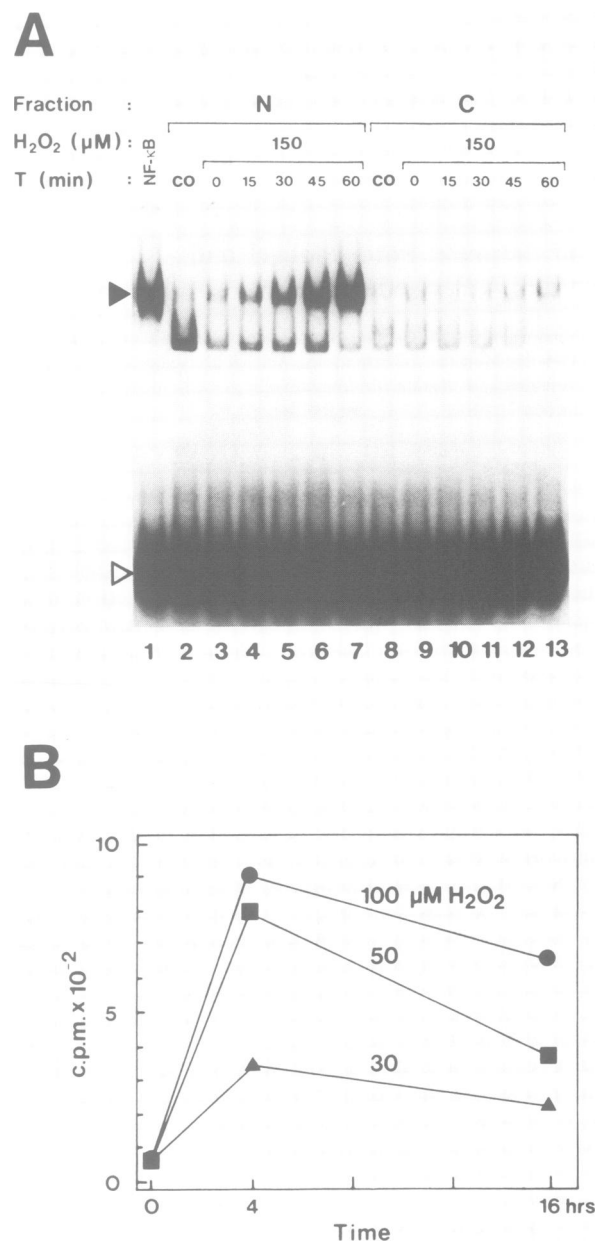 A
Fraction : N C
H₂O₂ (µM) : NF-κB 150 150
T (min) : CO 0 15 30 45 60 CO 0 15 30 45 60
1 2 3 4 5 6 7 8 9 10 11 12 13
B
10
100 µM H₂O₂
50
5
30
0
c.p.m. x 10⁻²
0 4 16 hrs
Time